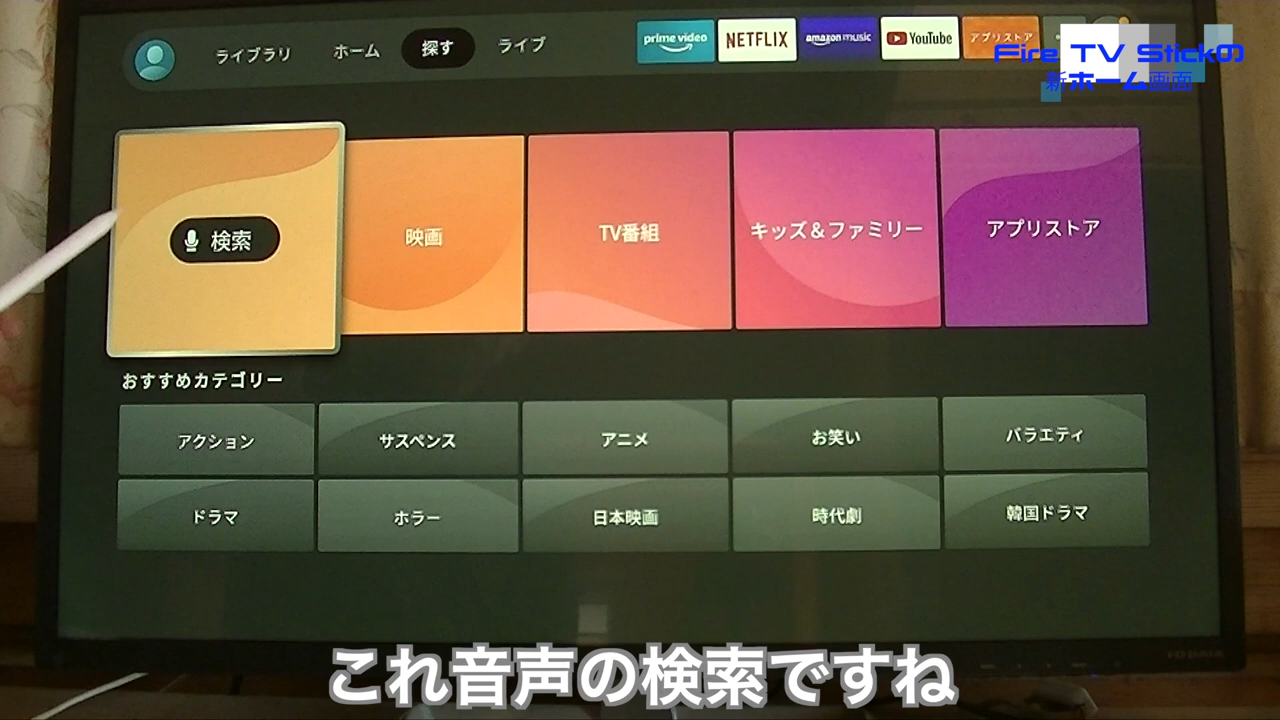 ライブラリ ホーム 探す ライブ
prime video NETFLIX amazon music YouTube アプリストア
Fire TV Stickの
新ホーム画面
検索 映画 TV番組 キッズ&ファミリー アプリストア
おすすめカテゴリー
アクション サスペンス アニメ お笑い バラエティ
ドラマ ホラー 日本映画 時代劇 韓国ドラマ
これ音声の検索ですね